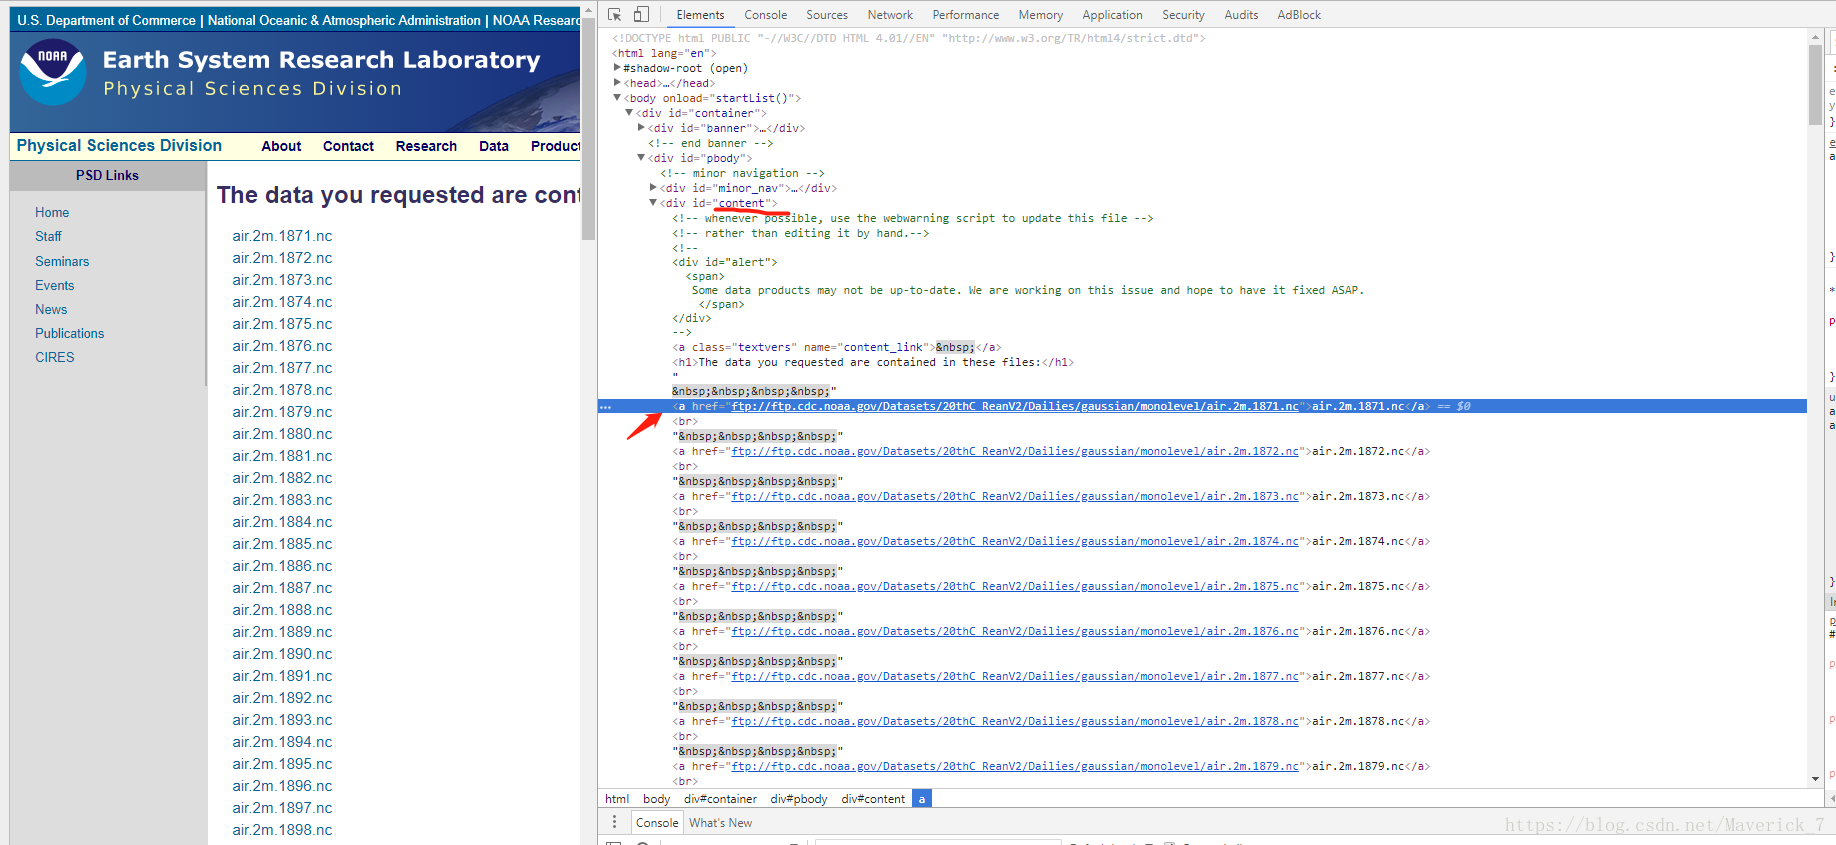 U.S. Department of Commerce | National Oceanic & Atmospheric Administration | NOAA Resear
NOAA
Earth System Research Laboratory
Physical Sciences Division
Physical Sciences Division
About Contact Research Data
PSD Links
Home
Staff
Seminars
Events
News
Publications
CIRES
The data you requested are
air.2m.1871.nc
air.2m.1872.nc
air.2m.1873.nc
air.2m.1874.nc
air.2m.1875.nc
air.2m.1876.nc
air.2m.1877.nc
air.2m.1878.nc
air.2m.1879.nc
air.2m.1880.nc
air.2m.1881.nc
air.2m.1882.nc
air.2m.1883.nc
air.2m.1884.nc
air.2m.1885.nc
air.2m.1886.nc
air.2m.1887.nc
air.2m.1888.nc
air.2m.1889.nc
air.2m.1890.nc
air.2m.1891.nc
air.2m.1892.nc
air.2m.1893.nc
air.2m.1894.nc
air.2m.1895.nc
air.2m.1896.nc
air.2m.1897.nc
air.2m.1898.nc
Elements Console Sources Network Performance Memory Application Security Audits AdBlock
<!DOCTYPE html PUBLIC "-//W3C//DTD HTML 4.01//EN" "http://www.w3.org/TR/html4/strict.dtd">
<html lang="en">
#shadow-root (open)
<head>…</head>
<body onload="startList()">
<div id="container">
<div id="banner">…</div>
<!-- end banner -->
<div id="pbody">
<!-- minor navigation -->
<div id="minor_nav">…</div>
<div id="content">
<!-- whenever possible, use the webwarning script to update this file -->
<!-- rather than editing it by hand.-->
<!--
<div id="alert">
<span>
Some data products may not be up-to-date. We are working on this issue and hope to have it fixed ASAP.
</span>
</div>
-->
<a class="textvers" name="content_link">&nbsp;</a>
<h1>The data you requested are contained in these files:</h1>
"
&nbsp;&nbsp;&nbsp;&nbsp;"
<a href="ftp://ftp.cdc.noaa.gov/Datasets/20thC_ReanV2/Dailies/gaussian/monolevel/air.2m.1871.nc">air.2m.1871.nc</a> == $0
<br>
"&nbsp;&nbsp;&nbsp;&nbsp;"
<a href="ftp://ftp.cdc.noaa.gov/Datasets/20thC_ReanV2/Dailies/gaussian/monolevel/air.2m.1872.nc">air.2m.1872.nc</a>
<br>
"&nbsp;&nbsp;&nbsp;&nbsp;"
<a href="ftp://ftp.cdc.noaa.gov/Datasets/20thC_ReanV2/Dailies/gaussian/monolevel/air.2m.1873.nc">air.2m.1873.nc</a>
<br>
"&nbsp;&nbsp;&nbsp;&nbsp;"
<a href="ftp://ftp.cdc.noaa.gov/Datasets/20thC_ReanV2/Dailies/gaussian/monolevel/air.2m.1874.nc">air.2m.1874.nc</a>
<br>
"&nbsp;&nbsp;&nbsp;&nbsp;"
<a href="ftp://ftp.cdc.noaa.gov/Datasets/20thC_ReanV2/Dailies/gaussian/monolevel/air.2m.1875.nc">air.2m.1875.nc</a>
<br>
"&nbsp;&nbsp;&nbsp;&nbsp;"
<a href="ftp://ftp.cdc.noaa.gov/Datasets/20thC_ReanV2/Dailies/gaussian/monolevel/air.2m.1876.nc">air.2m.1876.nc</a>
<br>
"&nbsp;&nbsp;&nbsp;&nbsp;"
<a href="ftp://ftp.cdc.noaa.gov/Datasets/20thC_ReanV2/Dailies/gaussian/monolevel/air.2m.1877.nc">air.2m.1877.nc</a>
<br>
"&nbsp;&nbsp;&nbsp;&nbsp;"
<a href="ftp://ftp.cdc.noaa.gov/Datasets/20thC_ReanV2/Dailies/gaussian/monolevel/air.2m.1878.nc">air.2m.1878.nc</a>
<br>
"&nbsp;&nbsp;&nbsp;&nbsp;"
<a href="ftp://ftp.cdc.noaa.gov/Datasets/20thC_ReanV2/Dailies/gaussian/monolevel/air.2m.1879.nc">air.2m.1879.nc</a>
<br>
html body div#container div#pbody div#content a
Console What's New
https://blog.csdn.net/Maverick_7